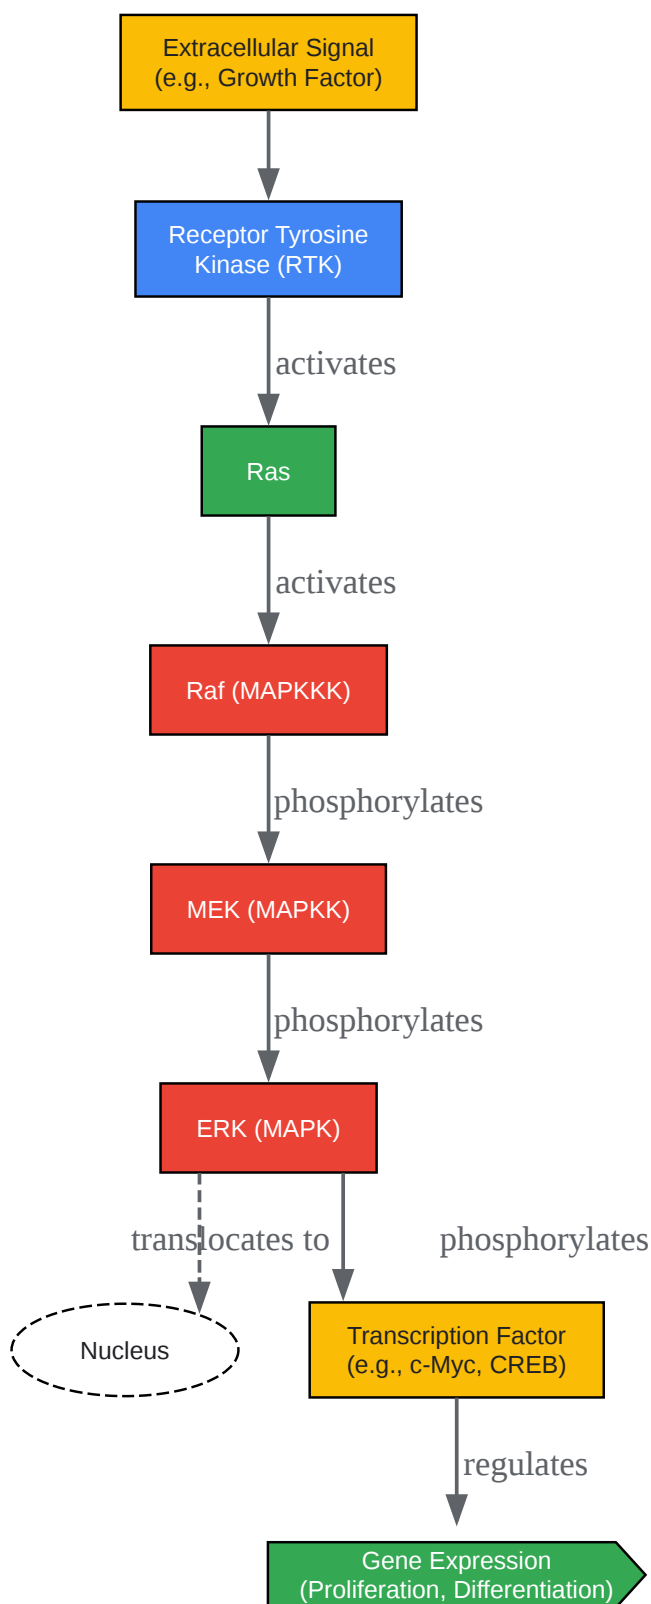 Extracellular Signal
(e.g., Growth Factor)
Receptor Tyrosine
Kinase (RTK)
activates
Ras
activates
Raf (MAPKKK)
phosphorylates
MEK (MAPKK)
phosphorylates
ERK (MAPK)
translocates to
phosphorylates
Nucleus
Transcription Factor
(e.g., c-Myc, CREB)
regulates
Gene Expression
(Proliferation, Differentiation)